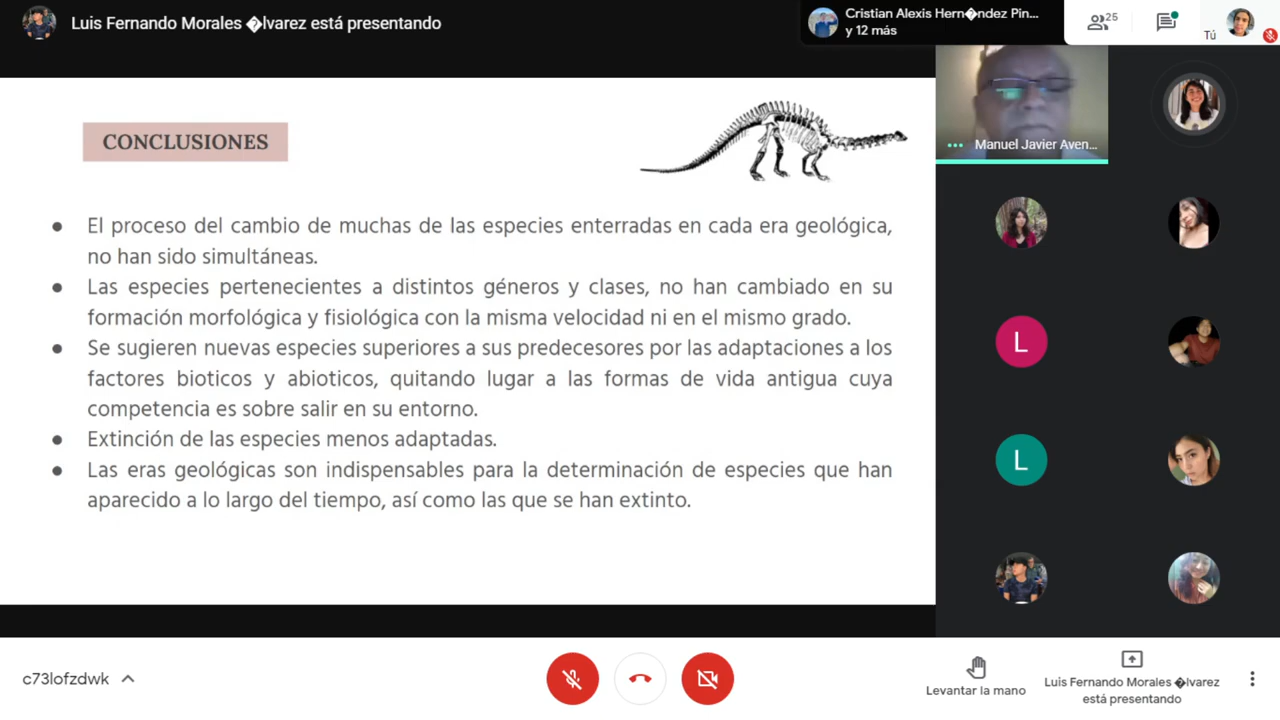 Luis Fernando Morales �lvarez está presentando
Cristian Alexis Hern�ndez Pin...
y 12 más
25
Tú
Manuel Javier Aven...
CONCLUSIONES
● El proceso del cambio de muchas de las especies enterradas en cada era geológica,
no han sido simultáneas.
● Las especies pertenecientes a distintos géneros y clases, no han cambiado en su
formación morfológica y fisiológica con la misma velocidad ni en el mismo grado.
● Se sugieren nuevas especies superiores a sus predecesores por las adaptaciones a los
factores bioticos y abioticos, quitando lugar a las formas de vida antigua cuya
competencia es sobre salir en su entorno.
● Extinción de las especies menos adaptadas.
● Las eras geológicas son indispensables para la determinación de especies que han
aparecido a lo largo del tiempo, así como las que se han extinto.
L
L
c73lofzdwk
Levantar la mano
Luis Fernando Morales �lvarez
está presentando